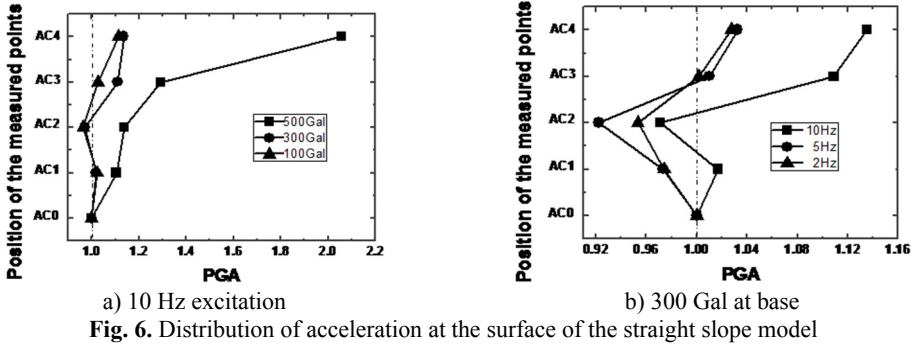 Position of the measured points
AC4
AC3
AC2
AC1
AC0
500Gal
300Gal
100Gal
1.0 1.2 1.4 1.6 1.8 2.0 2.2
PGA
a) 10 Hz excitation
Position of the measured points
AC4
AC3
AC2
AC1
AC0
10Hz
5Hz
2Hz
0.92 0.96 1.00 1.04 1.08 1.12 1.16
PGA
b) 300 Gal at base
Fig. 6. Distribution of acceleration at the surface of the straight slope model